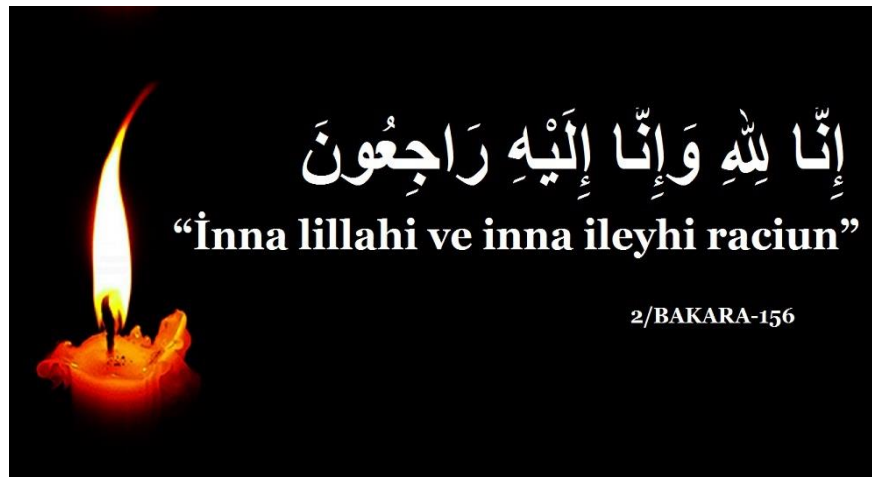 إِنَّا لِلّهِ وَإِنَّا إِلَيْهِ رَاجِعُونَ
“İnna lillahi ve inna ileyhi raciun”
2/BAKARA-156